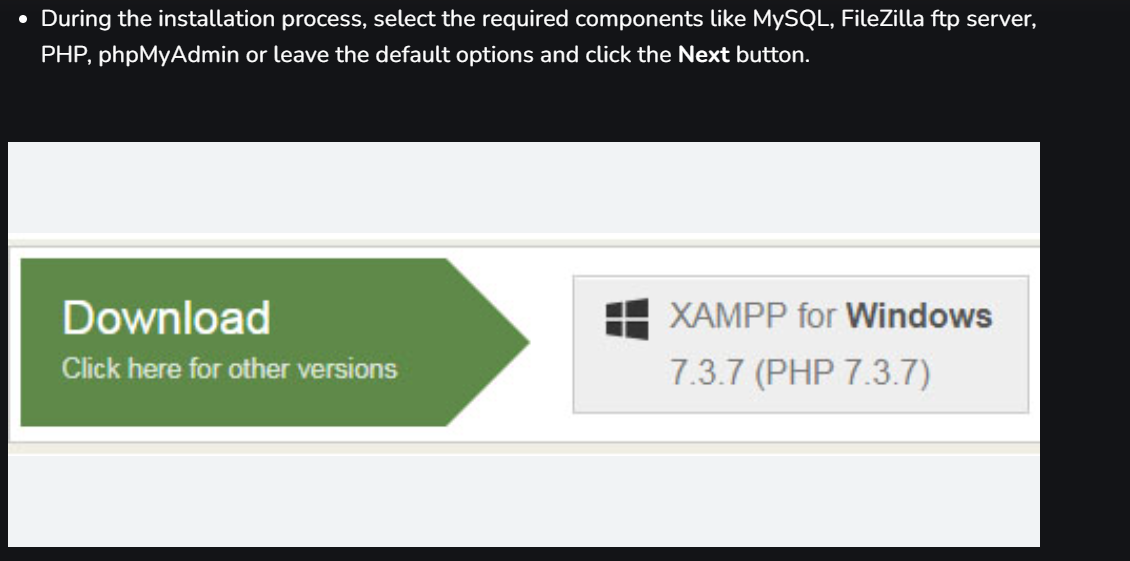 During the installation process, select the required components like MySQL, FileZilla ftp server,
PHP, phpMyAdmin or leave the default options and click the Next button.
Download
Click here for other versions
XAMPP for Windows
7.3.7 (PHP 7.3.7)